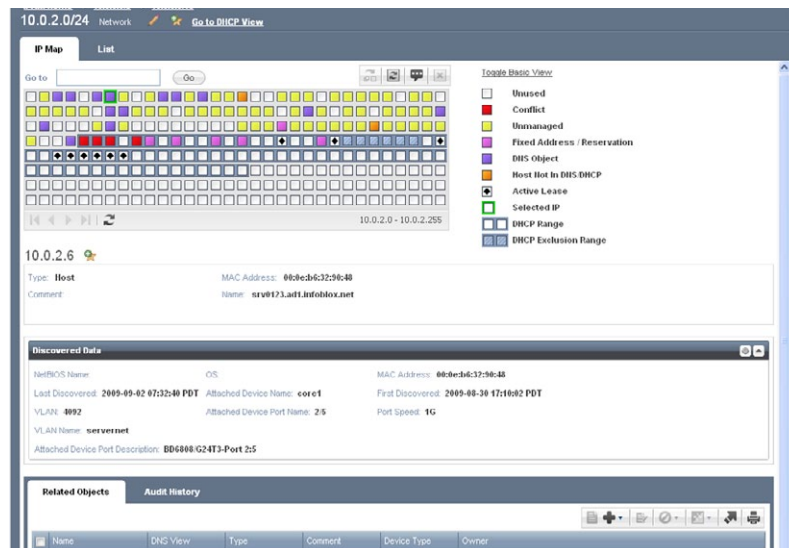 10.0.2.0/24 Network Go to DHCP View
IP Map List
Go to Go
Toggle Basic View
Unused
Conflict
Unmanaged
Fixed Address / Reservation
DNS Object
Host Not In DNS/DHCP
Active Lease
Selected IP
DHCP Range
DHCP Exclusion Range
10.0.2.0 - 10.0.2.255
10.0.2.6
Type: Host MAC Address: 00:0e:b6:32:90:48
Comment: Name: srv0123.ad1.infoblox.net
Discovered Data
NetBIOS Name: OS: MAC Address: 00:0e:b6:32:90:48
Last Discovered: 2009-09-02 07:32:40 PDT Attached Device Name: core1 First Discovered: 2009-08-30 17:10:02 PDT
VLAN: 4092 Attached Device Port Name: 2/5 Port Speed: 1G
VLAN Name: servernet
Attached Device Port Description: BD6808/G24T3-Port 2:5
Related Objects Audit History
Name DNS View Type Comment Device Type Owner